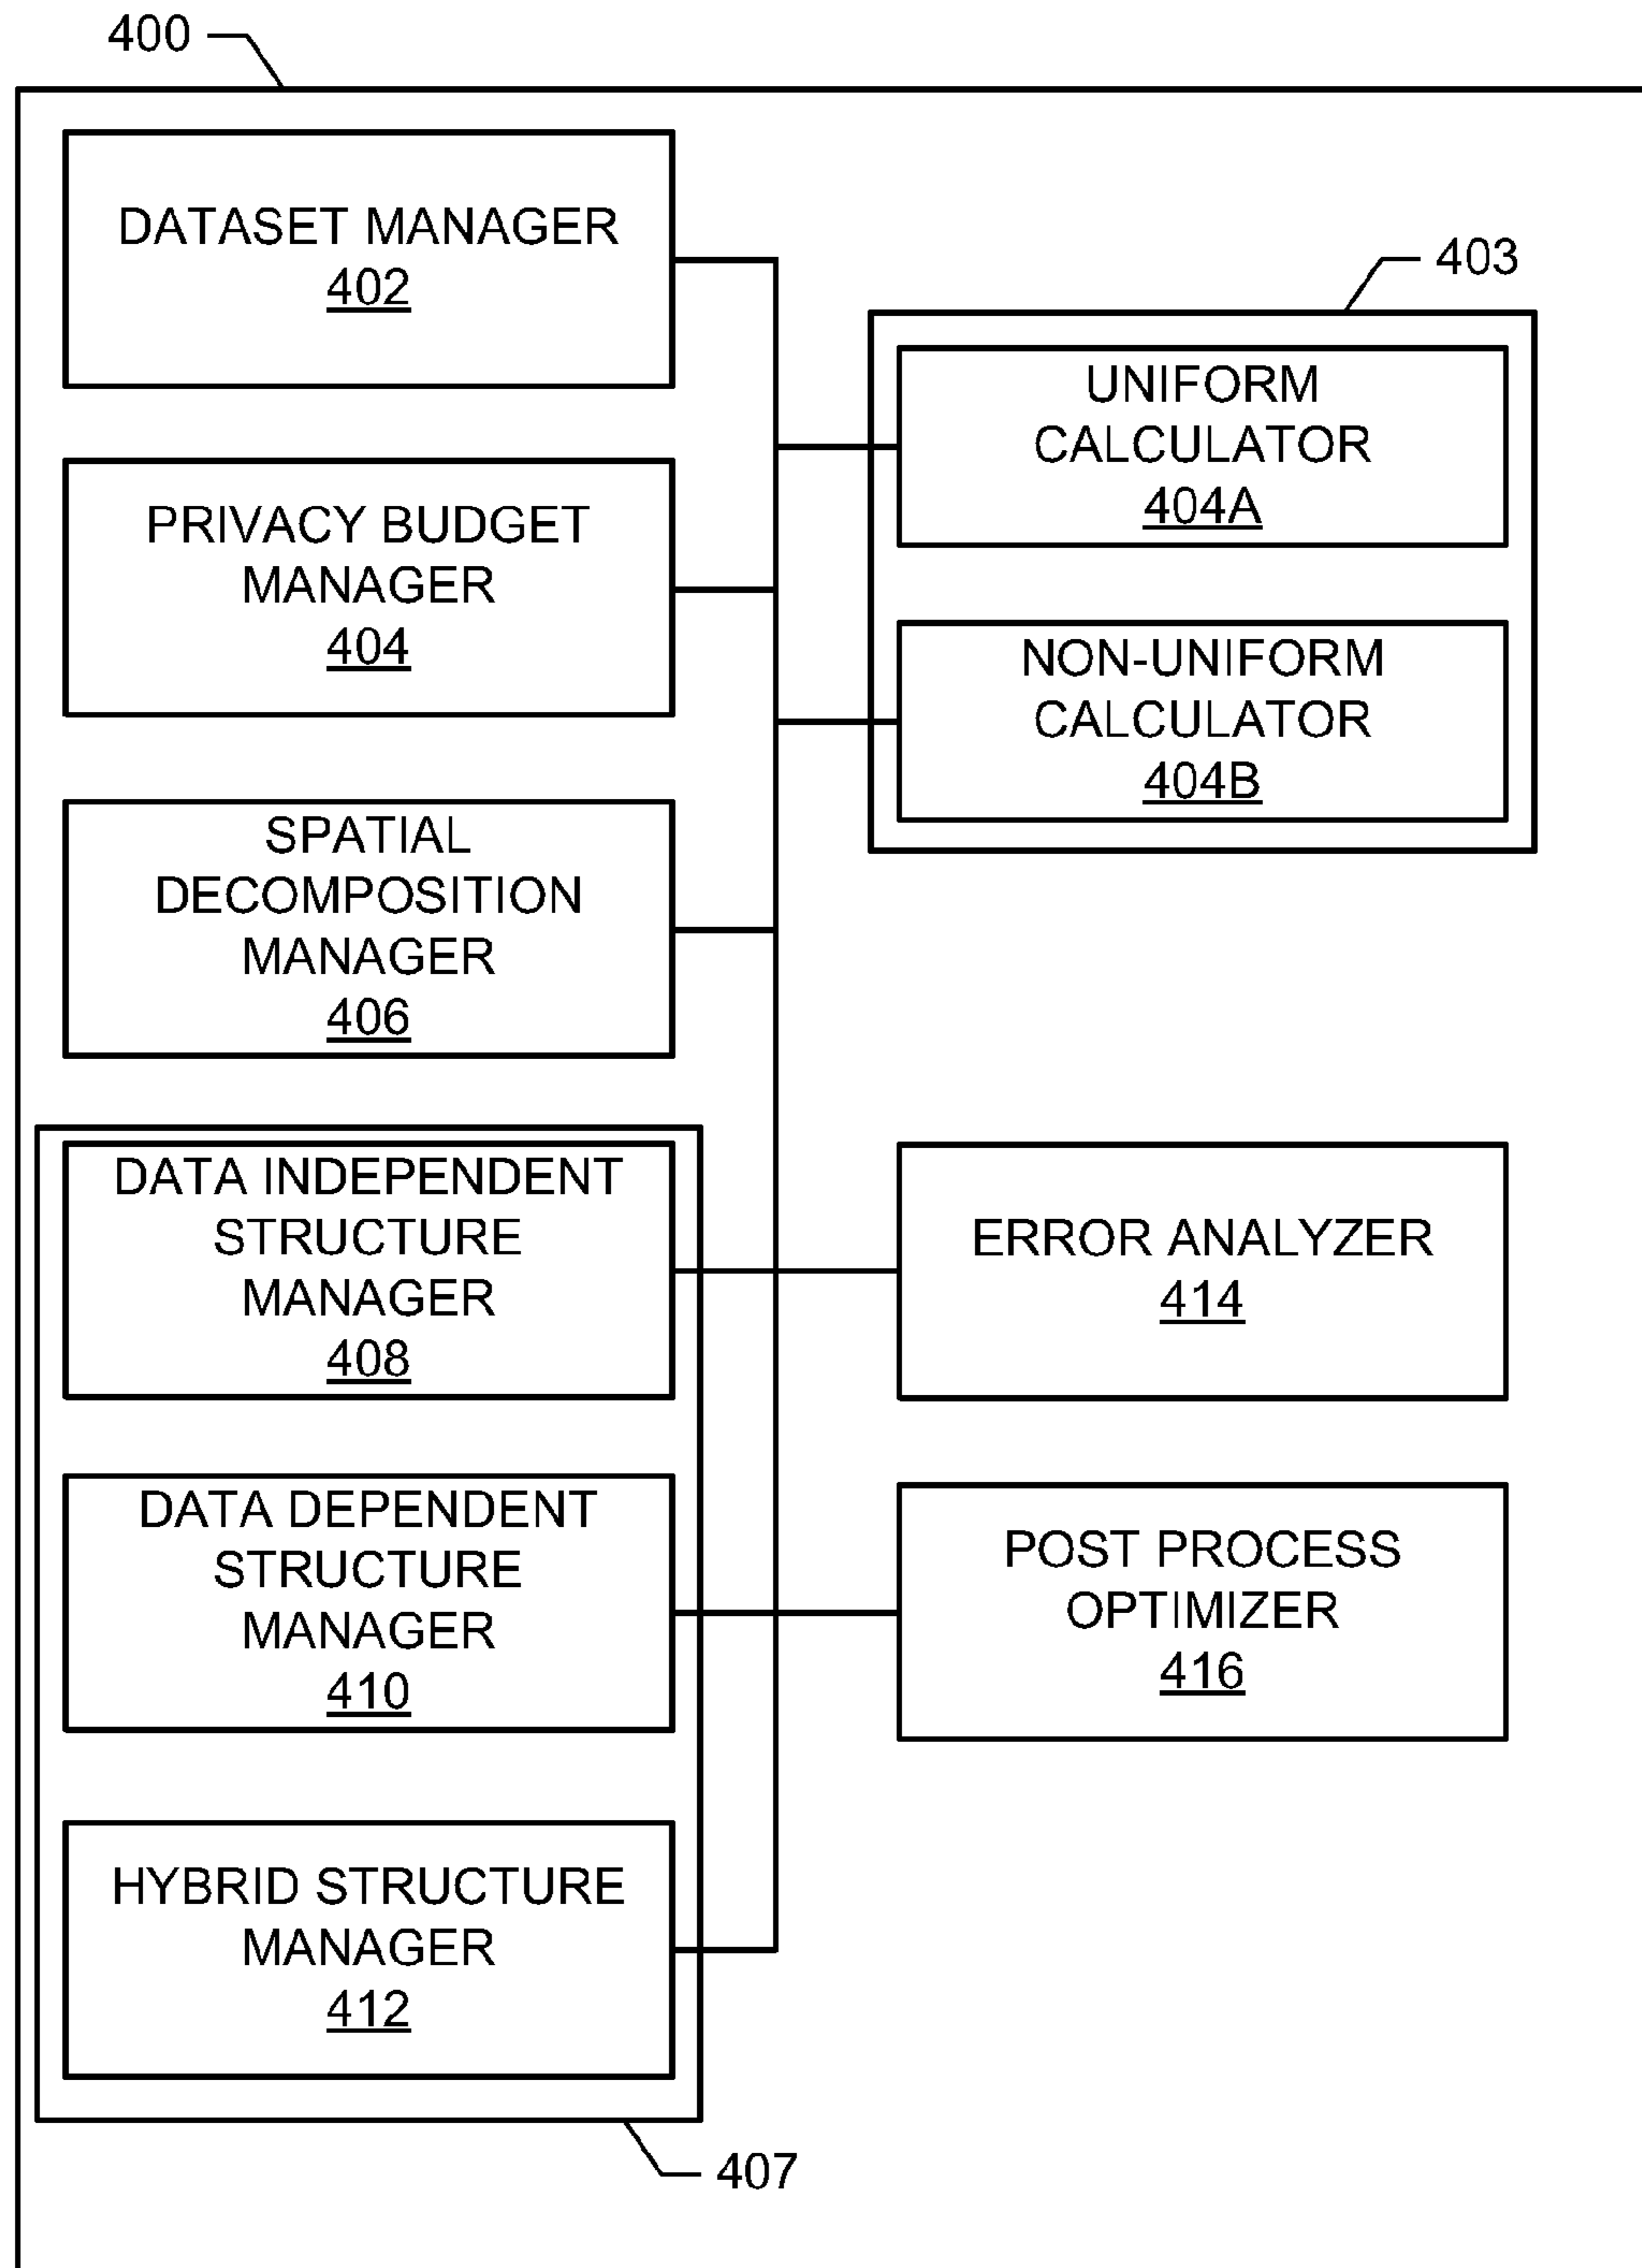 400
DATASET MANAGER
402
PRIVACY BUDGET
MANAGER
404
SPATIAL
DECOMPOSITION
MANAGER
406
DATA INDEPENDENT
STRUCTURE
MANAGER
408
DATA DEPENDENT
STRUCTURE
MANAGER
410
HYBRID STRUCTURE
MANAGER
412
407
403
UNIFORM
CALCULATOR
404A
NON-UNIFORM
CALCULATOR
404B
ERROR ANALYZER
414
POST PROCESS
OPTIMIZER
416